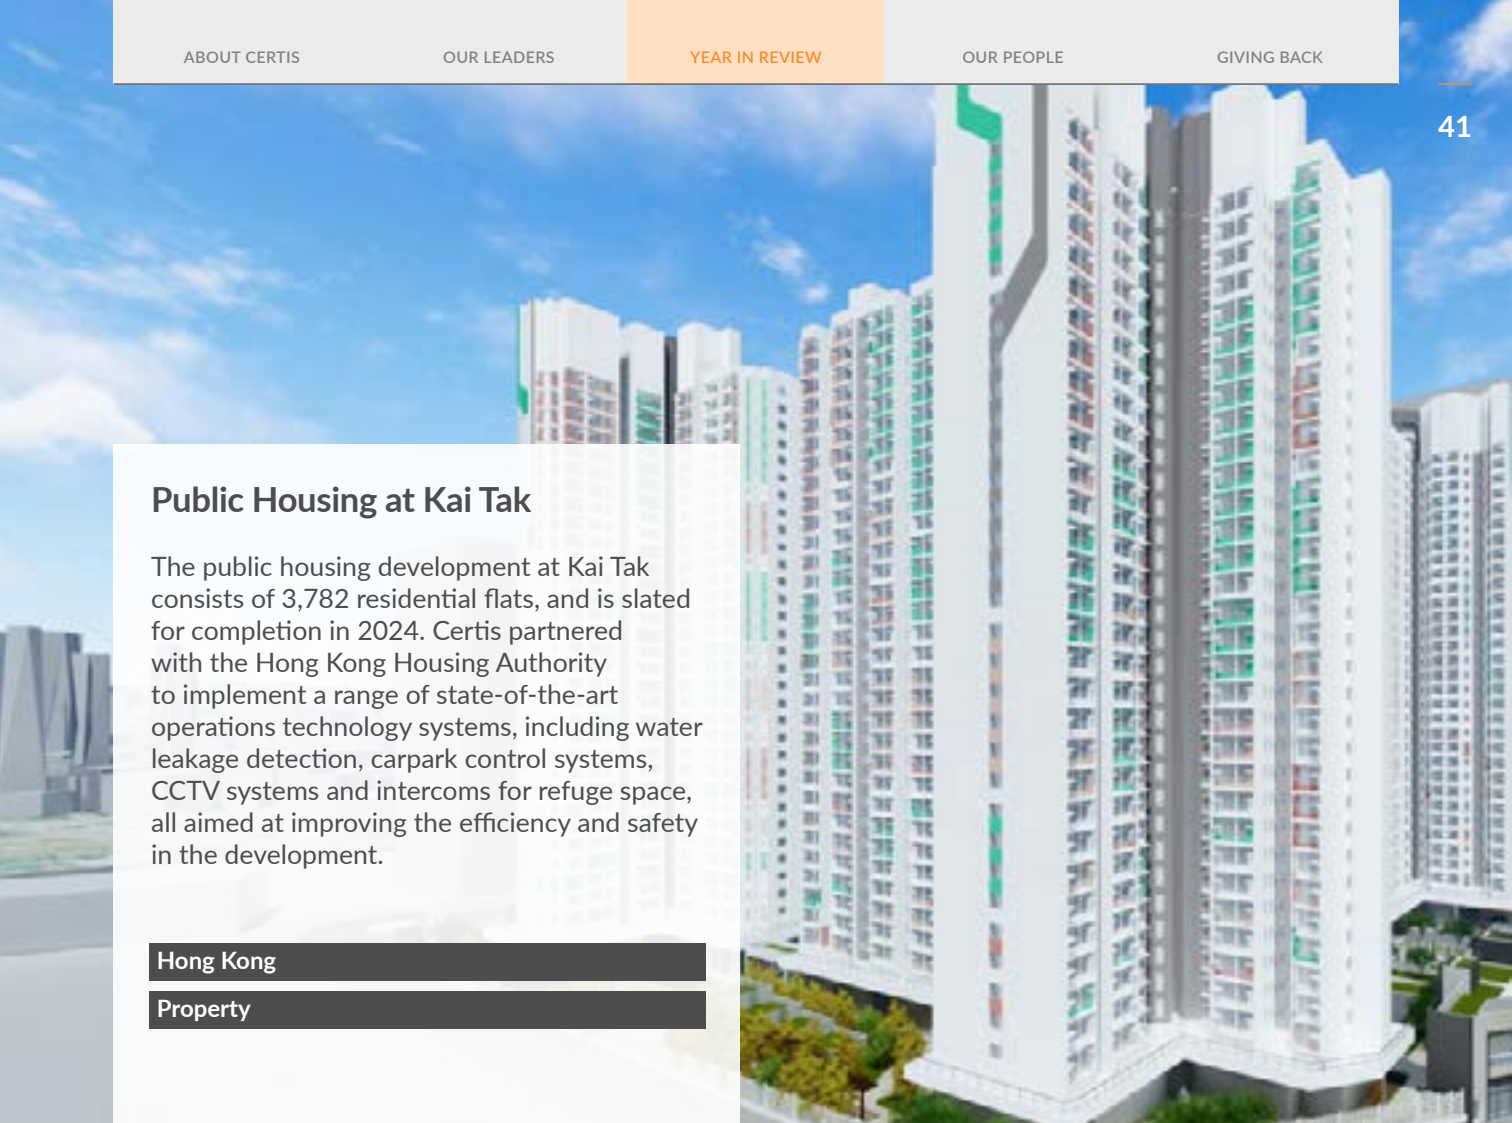 ABOUT CERTIS
OUR LEADERS
YEAR IN REVIEW
OUR PEOPLE
GIVING BACK
41
Public Housing at Kai Tak
The public housing development at Kai Tak
consists of 3,782 residential flats, and is slated
for completion in 2024. Certis partnered
with the Hong Kong Housing Authority
to implement a range of state-of-the-art
operations technology systems, including water
leakage detection, carpark control systems,
CCTV systems and intercoms for refuge space,
all aimed at improving the efficiency and safety
in the development.
Hong Kong
Property